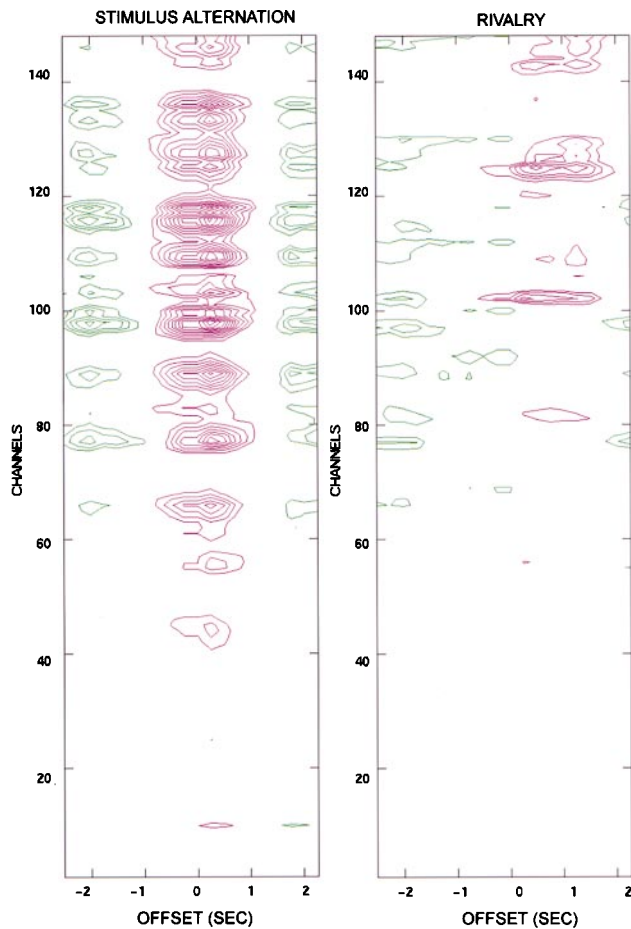 STIMULUS ALTERNATION
140
120
100
80
60
40
20
CHANNELS
-2 -1 0 1 2
OFFSET (SEC)
RIVALRY
140
120
100
80
60
40
20
CHANNELS
-2 -1 0 1 2
OFFSET (SEC)